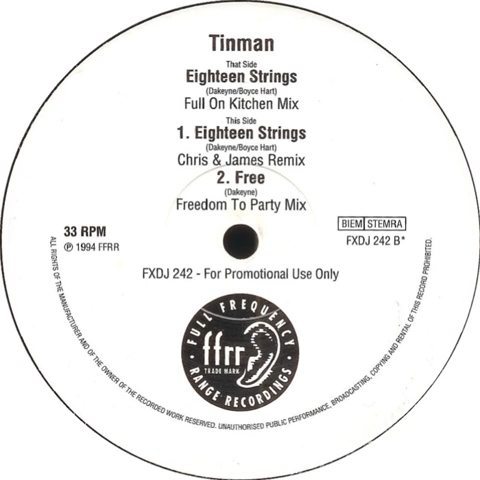 Tinman
That Side
Eighteen Strings
(Dakeyne/Boyce Hart)
Full On Kitchen Mix
This Side
1. Eighteen Strings
(Dakeyne/Boyce Hart)
Chris & James Remix
2. Free
(Dakeyne)
Freedom To Party Mix
33 RPM
℗ 1994 FFRR
BIEM STEMRA
FXDJ 242 B*
FXDJ 242 - For Promotional Use Only
· FULL FREQUENCY ·
ffrr
TRADE MARK
RANGE RECORDINGS
ALL RIGHTS OF THE MANUFACTURER AND OF THE OWNER OF THE RECORDED WORK RESERVED. UNAUTHORISED PUBLIC PERFORMANCE, BROADCASTING, COPYING AND RENTAL OF THIS RECORD PROHIBITED.